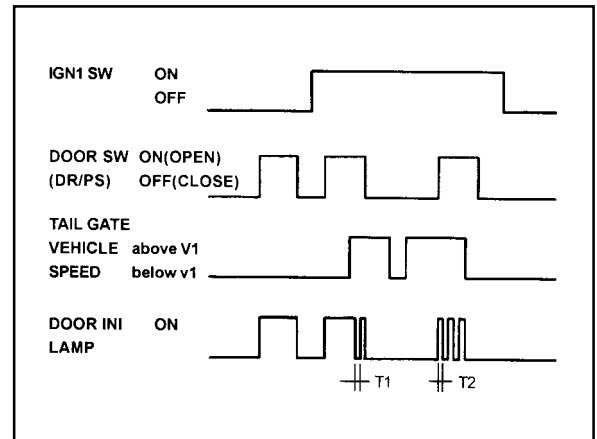 IGN1 SW ON
OFF
DOOR SW ON(OPEN)
(DR/PS) OFF(CLOSE)
TAIL GATE
VEHICLE above V1
SPEED below v1
DOOR INI ON
LAMP
T1 T2